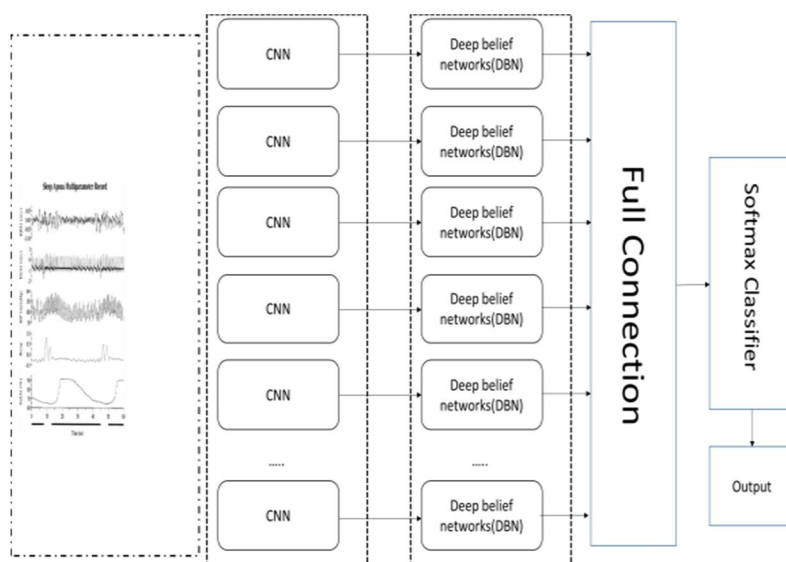 Sleep Apnea Multiparameter Record
CNN
CNN
CNN
CNN
CNN
.....
CNN
Deep belief
networks(DBN)
Deep belief
networks(DBN)
Deep belief
networks(DBN)
Deep belief
networks(DBN)
Deep belief
networks(DBN)
.....
Deep belief
networks(DBN)
Full Connection
Softmax Classifier
Output